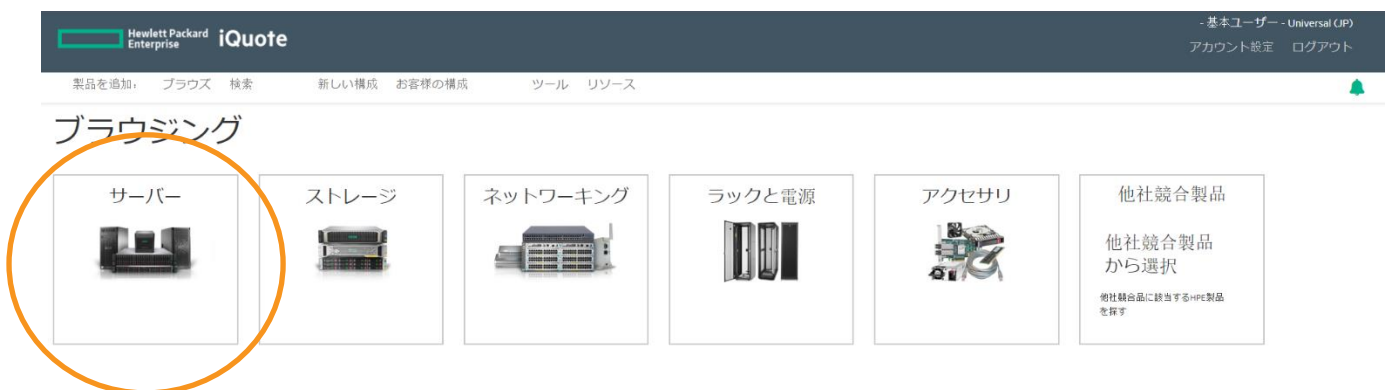 Hewlett Packard
Enterprise
iQuote
- 基本ユーザー - Universal (JP)
アカウント設定 ログアウト
製品を追加: ブラウズ 検索 新しい構成 お客様の構成 ツール リソース
ブラウジング
サーバー
ストレージ
ネットワーキング
ラックと電源
アクセサリ
他社競合製品
他社競合製品
から選択
他社競合品に該当するHPE製品
を探す